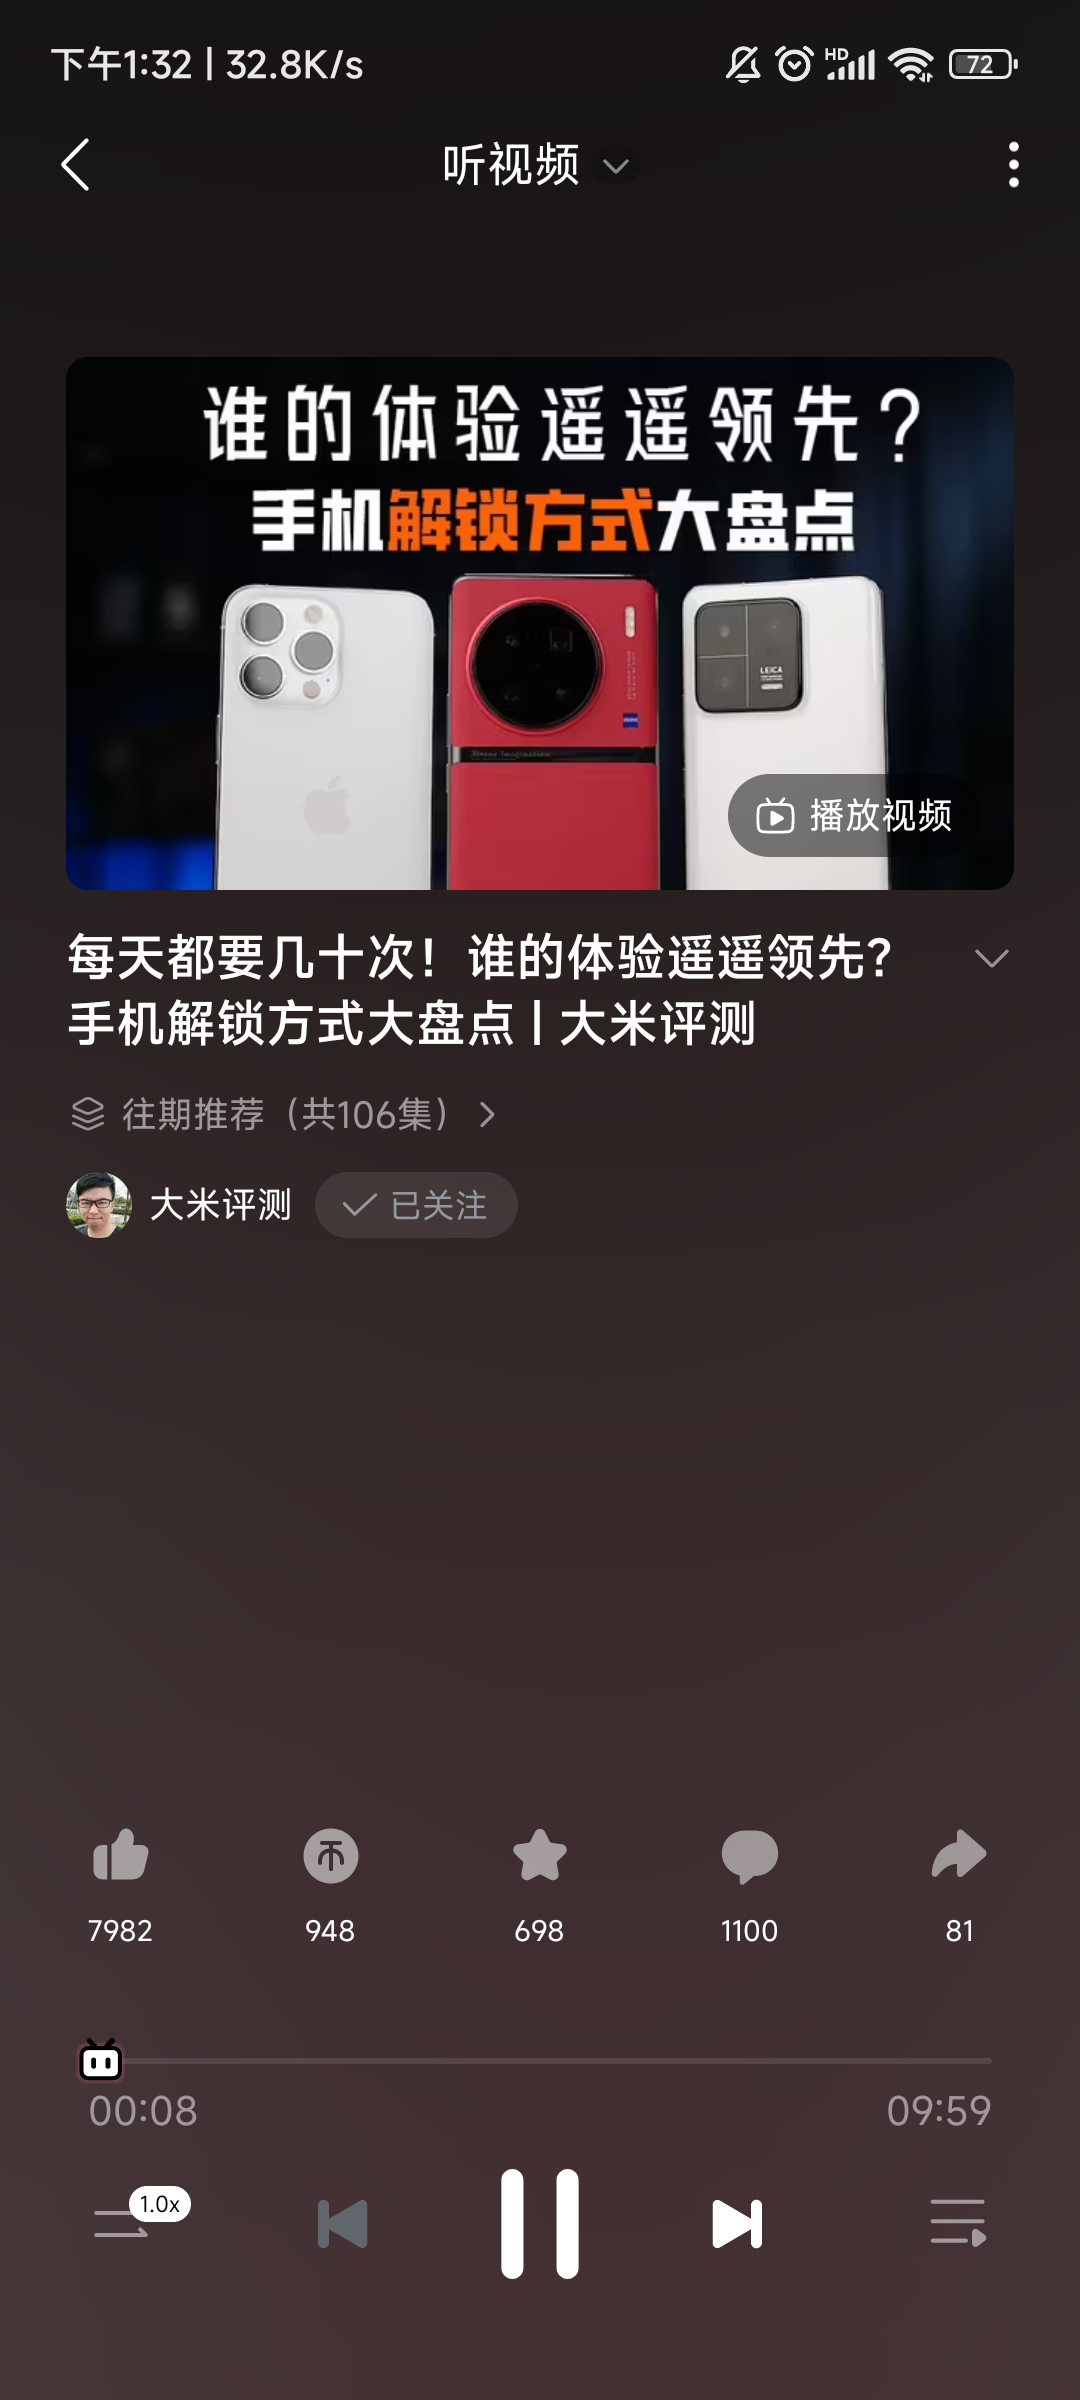 下午1:32 | 32.8K/s
HD
72
听视频
谁的体验遥遥领先?
手机解锁方式大盘点
LEICA
播放视频
每天都要几十次！谁的体验遥遥领先？
手机解锁方式大盘点 | 大米评测
往期推荐（共106集）
大米评测
已关注
7982
948
698
1100
81
00:08
09:59
1.0x